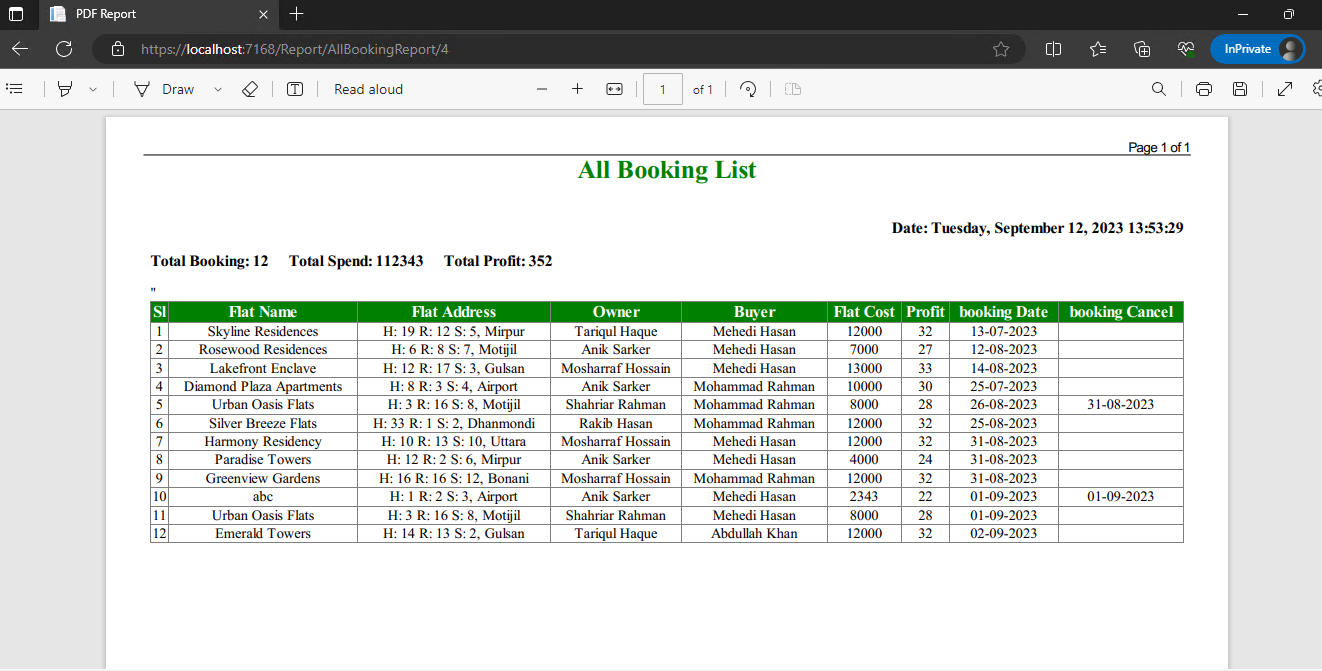 PDF Report
https://localhost:7168/Report/AllBookingReport/4
InPrivate
Draw
T
Read aloud
1 of 1
Page 1 of 1
All Booking List
Date: Tuesday, September 12, 2023 13:53:29
Total Booking: 12 Total Spend: 112343 Total Profit: 352
"
Sl Flat Name Flat Address Owner Buyer Flat Cost Profit booking Date booking Cancel
1 Skyline Residences H: 19 R: 12 S: 5, Mirpur Tariqul Haque Mehedi Hasan 12000 32 13-07-2023
2 Rosewood Residences H: 6 R: 8 S: 7, Motijil Anik Sarker Mehedi Hasan 7000 27 12-08-2023
3 Lakefront Enclave H: 12 R: 17 S: 3, Gulsan Mosharraf Hossain Mehedi Hasan 13000 33 14-08-2023
4 Diamond Plaza Apartments H: 8 R: 3 S: 4, Airport Anik Sarker Mohammad Rahman 10000 30 25-07-2023
5 Urban Oasis Flats H: 3 R: 16 S: 8, Motijil Shahriar Rahman Mohammad Rahman 8000 28 26-08-2023 31-08-2023
6 Silver Breeze Flats H: 33 R: 1 S: 2, Dhanmondi Rakib Hasan Mohammad Rahman 12000 32 25-08-2023
7 Harmony Residency H: 10 R: 13 S: 10, Uttara Mosharraf Hossain Mehedi Hasan 12000 32 31-08-2023
8 Paradise Towers H: 12 R: 2 S: 6, Mirpur Anik Sarker Mehedi Hasan 4000 24 31-08-2023
9 Greenview Gardens H: 16 R: 16 S: 12, Bonani Mosharraf Hossain Mohammad Rahman 12000 32 31-08-2023
10 abc H: 1 R: 2 S: 3, Airport Anik Sarker Mehedi Hasan 2343 22 01-09-2023 01-09-2023
11 Urban Oasis Flats H: 3 R: 16 S: 8, Motijil Shahriar Rahman Mehedi Hasan 8000 28 01-09-2023
12 Emerald Towers H: 14 R: 13 S: 2, Gulsan Tariqul Haque Abdullah Khan 12000 32 02-09-2023